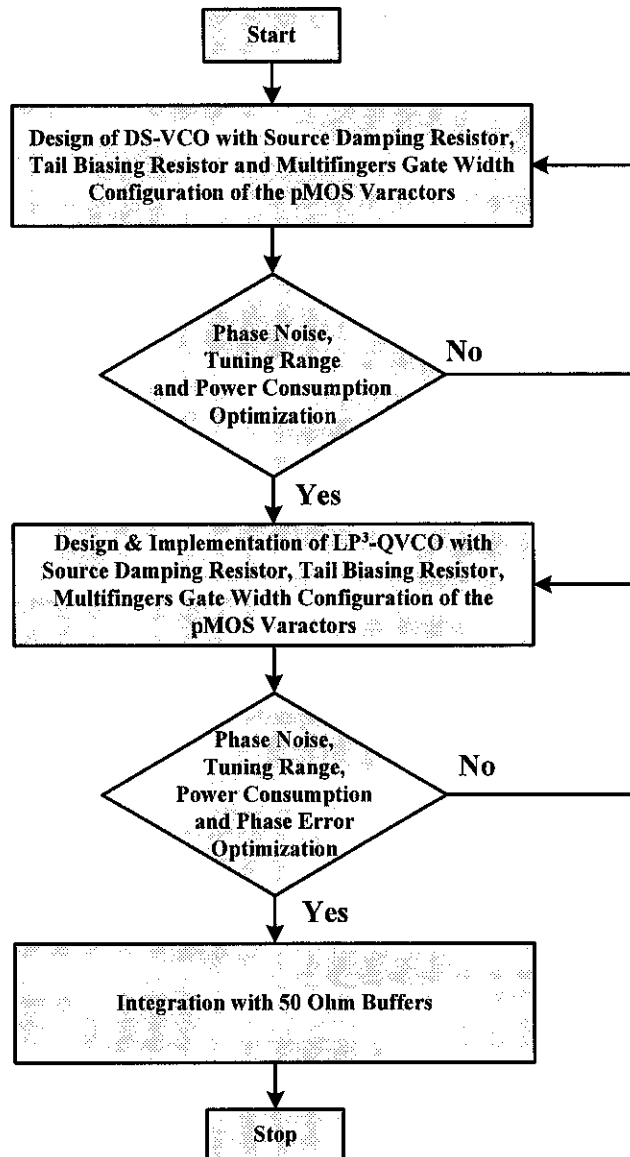 Start
Design of DS-VCO with Source Damping Resistor,
Tail Biasing Resistor and Multifingers Gate Width
Configuration of the pMOS Varactors
Phase Noise,
Tuning Range
and Power Consumption
Optimization
No
Yes
Design & Implementation of LP³-QVCO with
Source Damping Resistor, Tail Biasing Resistor,
Multifingers Gate Width Configuration of the
pMOS Varactors
Phase Noise,
Tuning Range,
Power Consumption
and Phase Error
Optimization
No
Yes
Integration with 50 Ohm Buffers
Stop